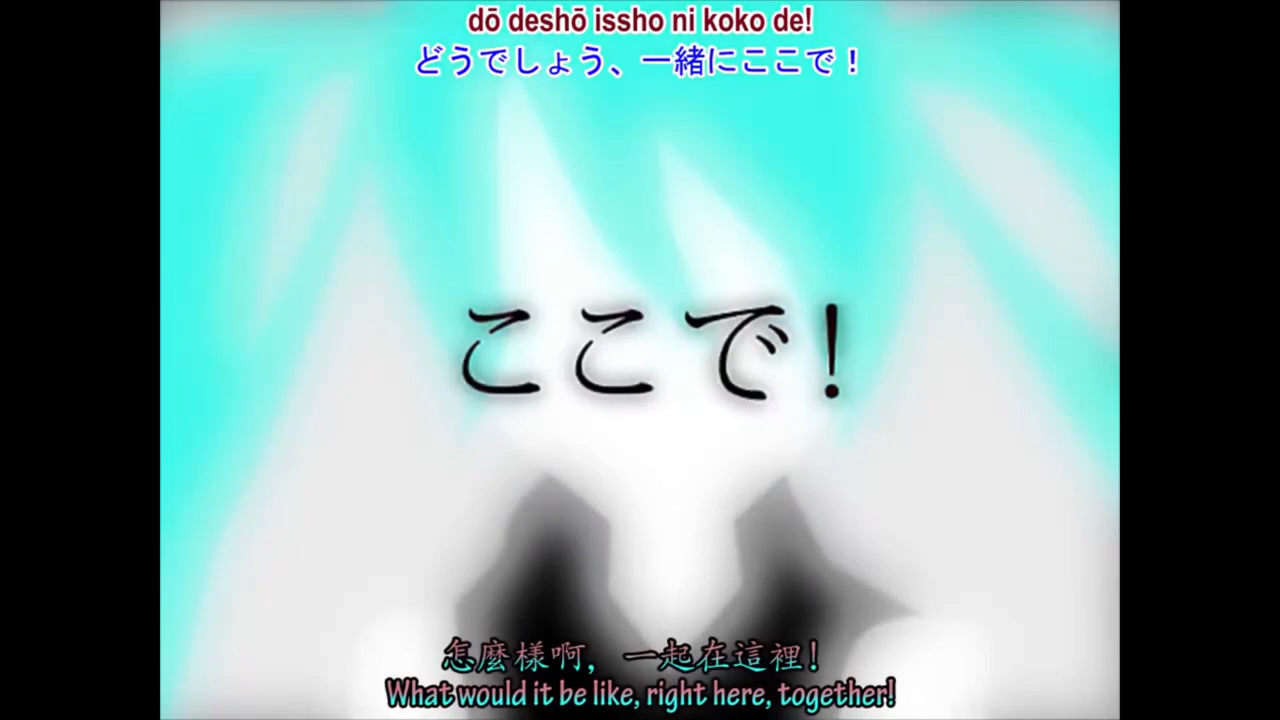 dō deshō issho ni koko de!
どうでしょう、一緒にここで！
ここで!
怎麼樣啊，一起在這裡！
What would it be like, right here, together!